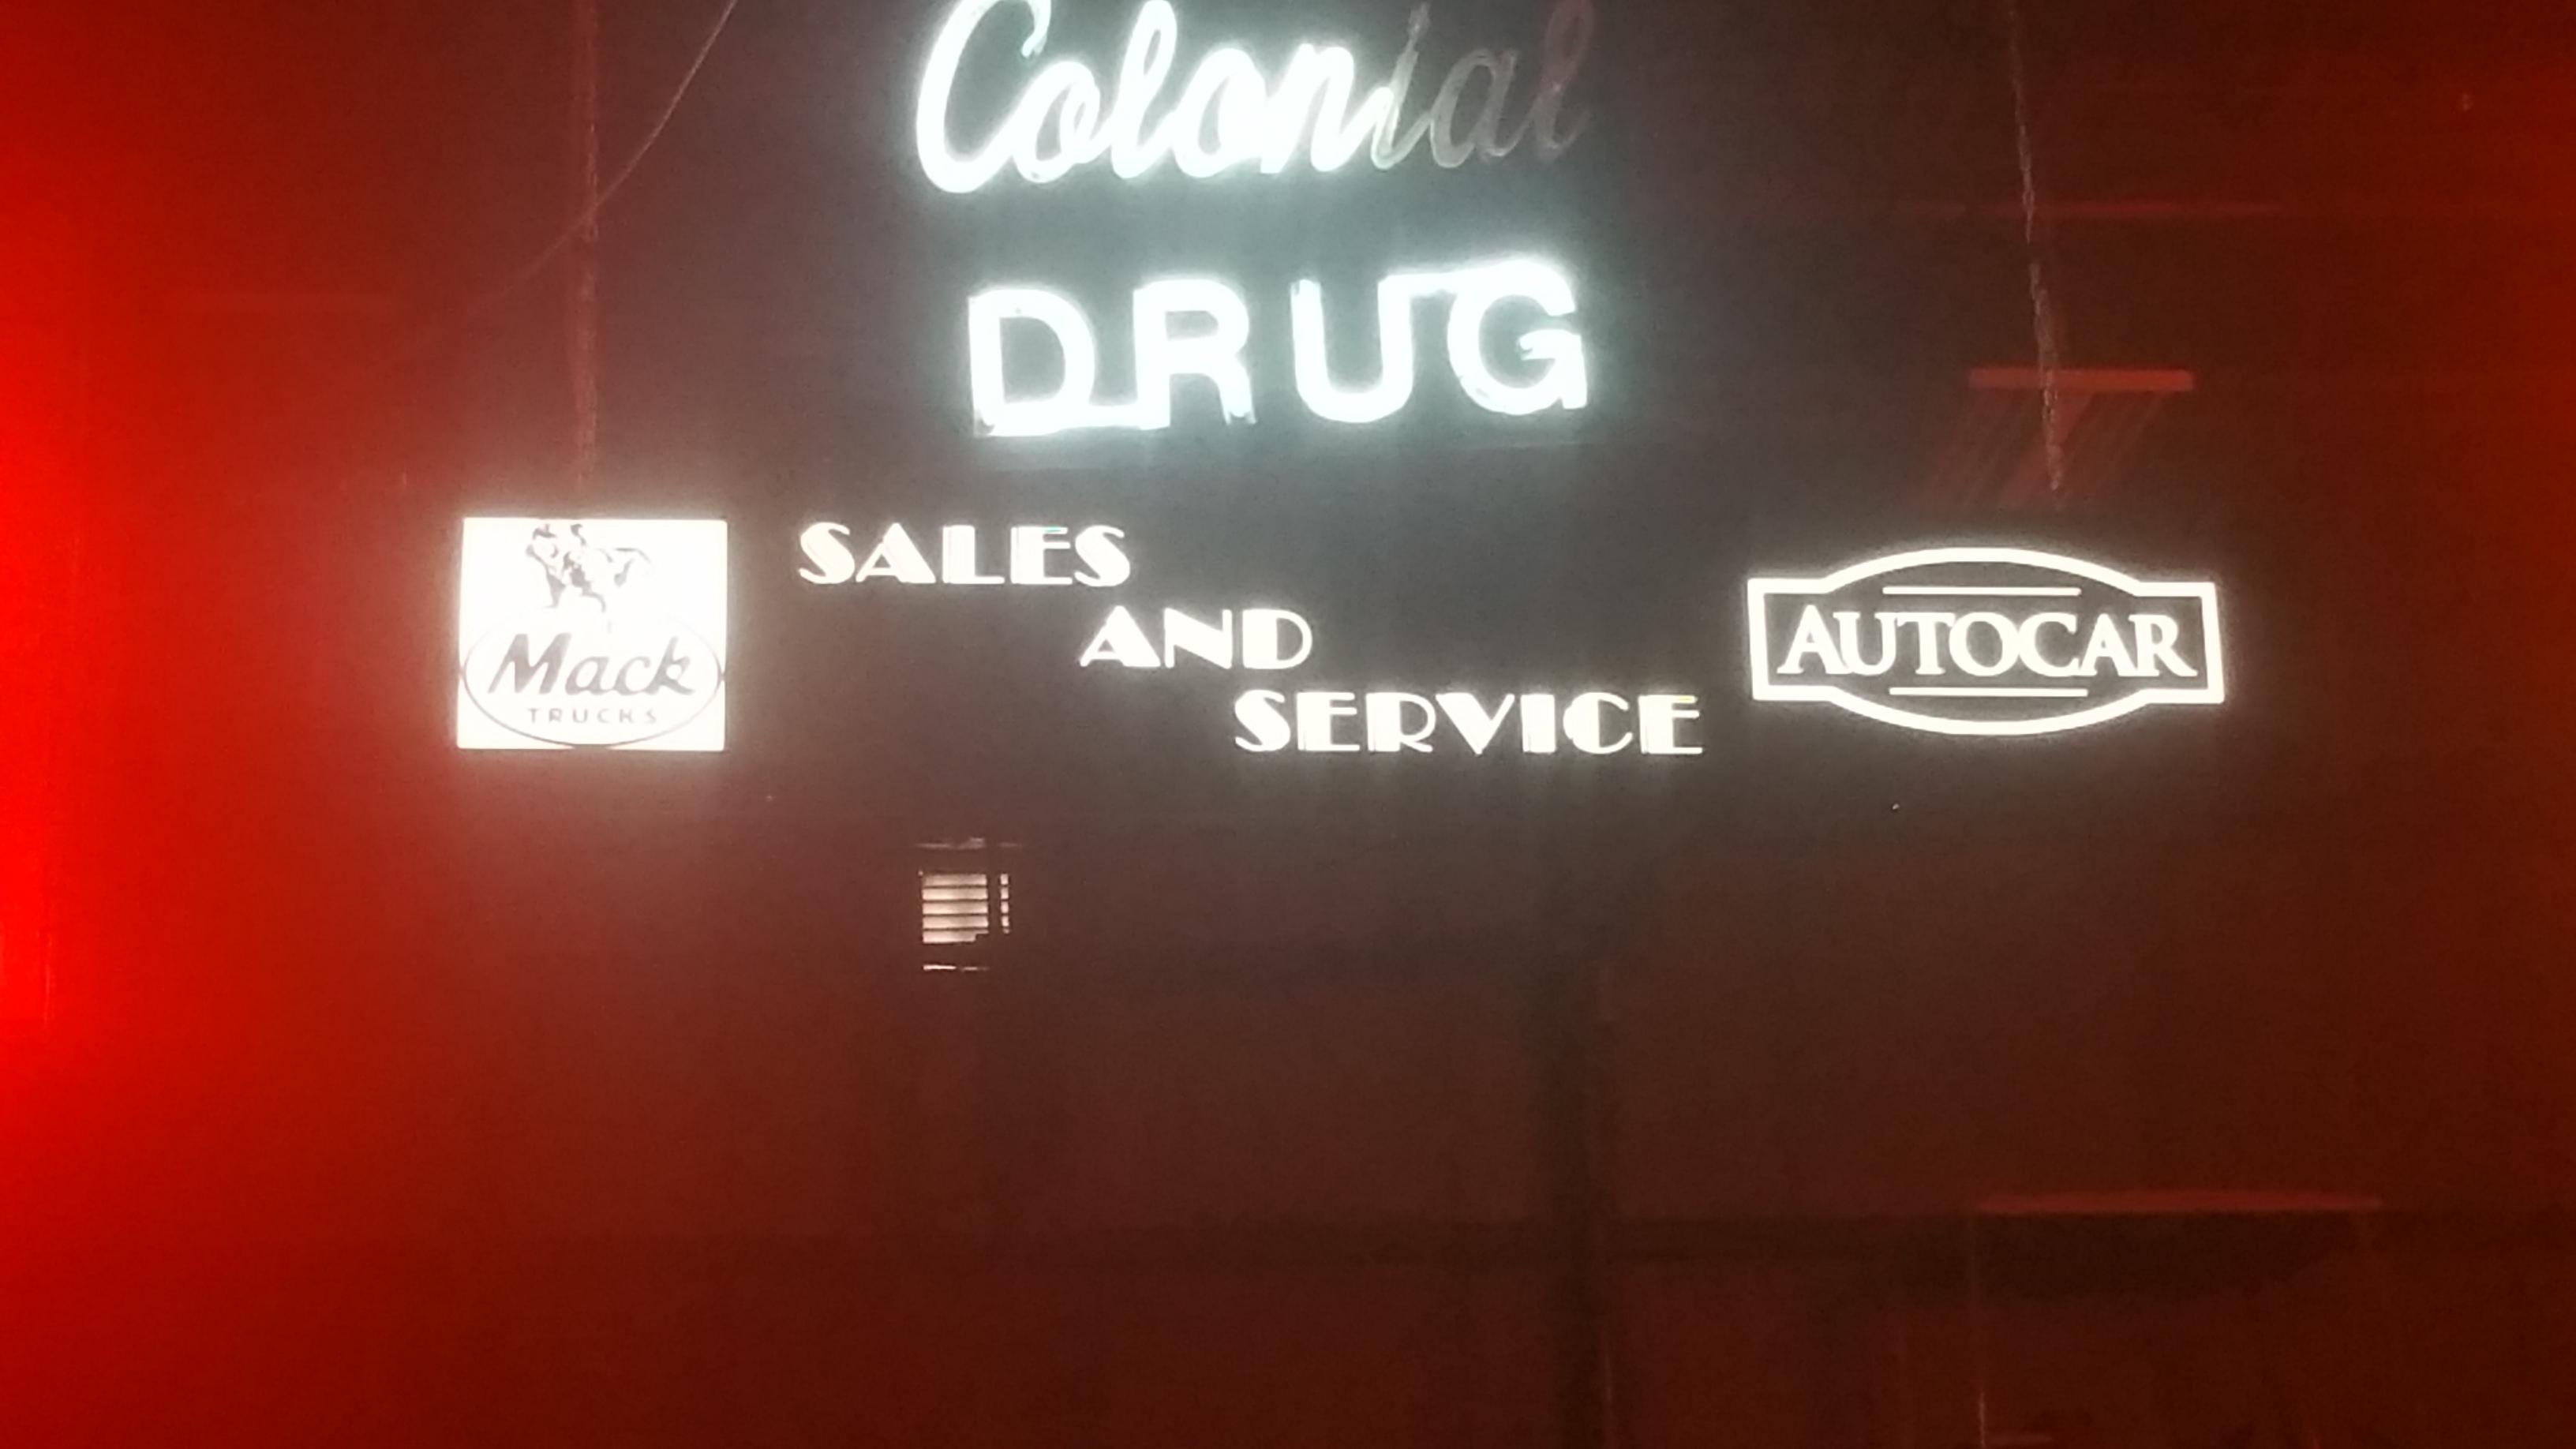 Colonial
DRUG
Mack
TRUCKS
SALES
AND
SERVICE
AUTOCAR